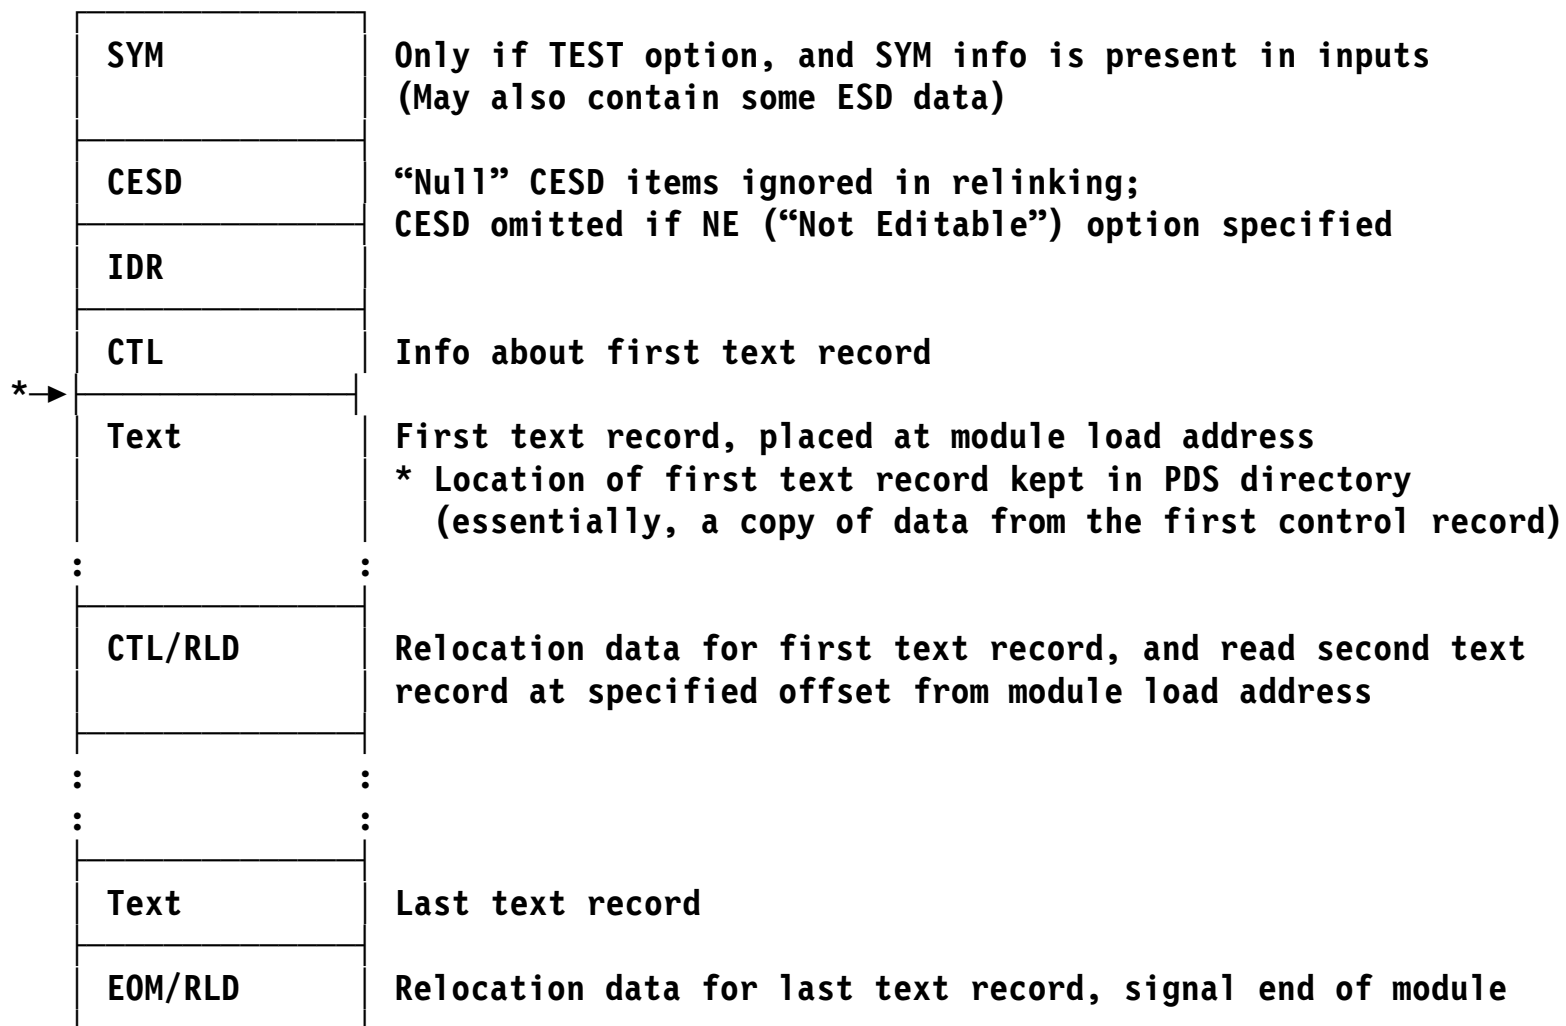 SYM Only if TEST option, and SYM info is present in inputs
(May also contain some ESD data)
CESD “Null” CESD items ignored in relinking;
CESD omitted if NE (“Not Editable”) option specified
IDR
CTL Info about first text record
*
Text First text record, placed at module load address
* Location of first text record kept in PDS directory
(essentially, a copy of data from the first control record)
: :
CTL/RLD Relocation data for first text record, and read second text
record at specified offset from module load address
: :
: :
Text Last text record
EOM/RLD Relocation data for last text record, signal end of module